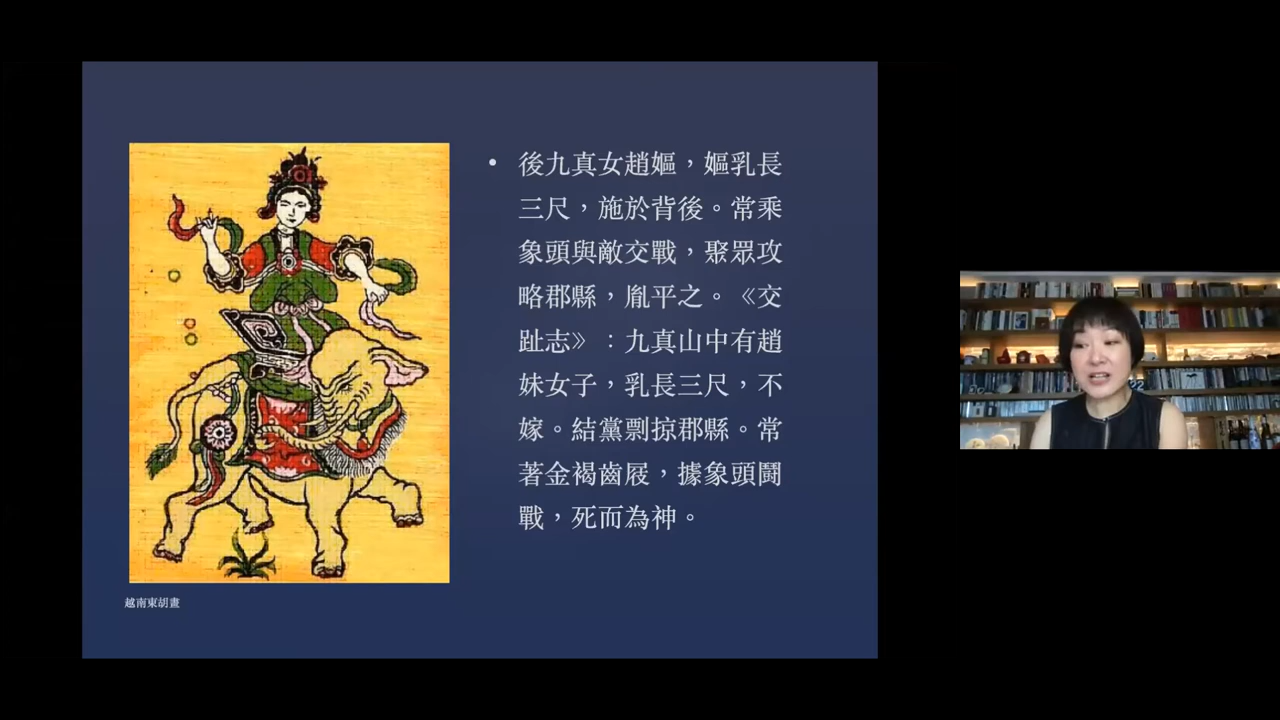 • 後九真女趙嫗，嫗乳長
三尺，施於背後。常乘
象頭與敵交戰，聚眾攻
略郡縣，胤平之。《交
趾志》：九真山中有趙
妹女子，乳長三尺，不
嫁。結黨剽掠郡縣。常
著金褐齒屐，據象頭鬭
戰，死而為神。
越南東胡畫